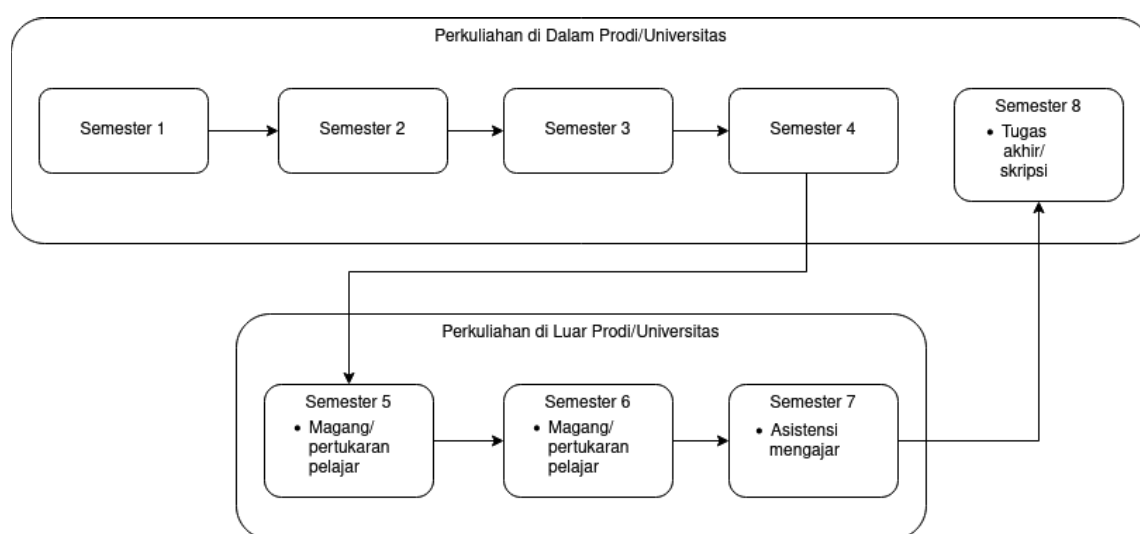 Perkuliahan di Dalam Prodi/Universitas
Semester 1
Semester 2
Semester 3
Semester 4
Semester 8
• Tugas
akhir/
skripsi
Perkuliahan di Luar Prodi/Universitas
Semester 5
• Magang/
pertukaran
pelajar
Semester 6
• Magang/
pertukaran
pelajar
Semester 7
• Asistensi
mengajar